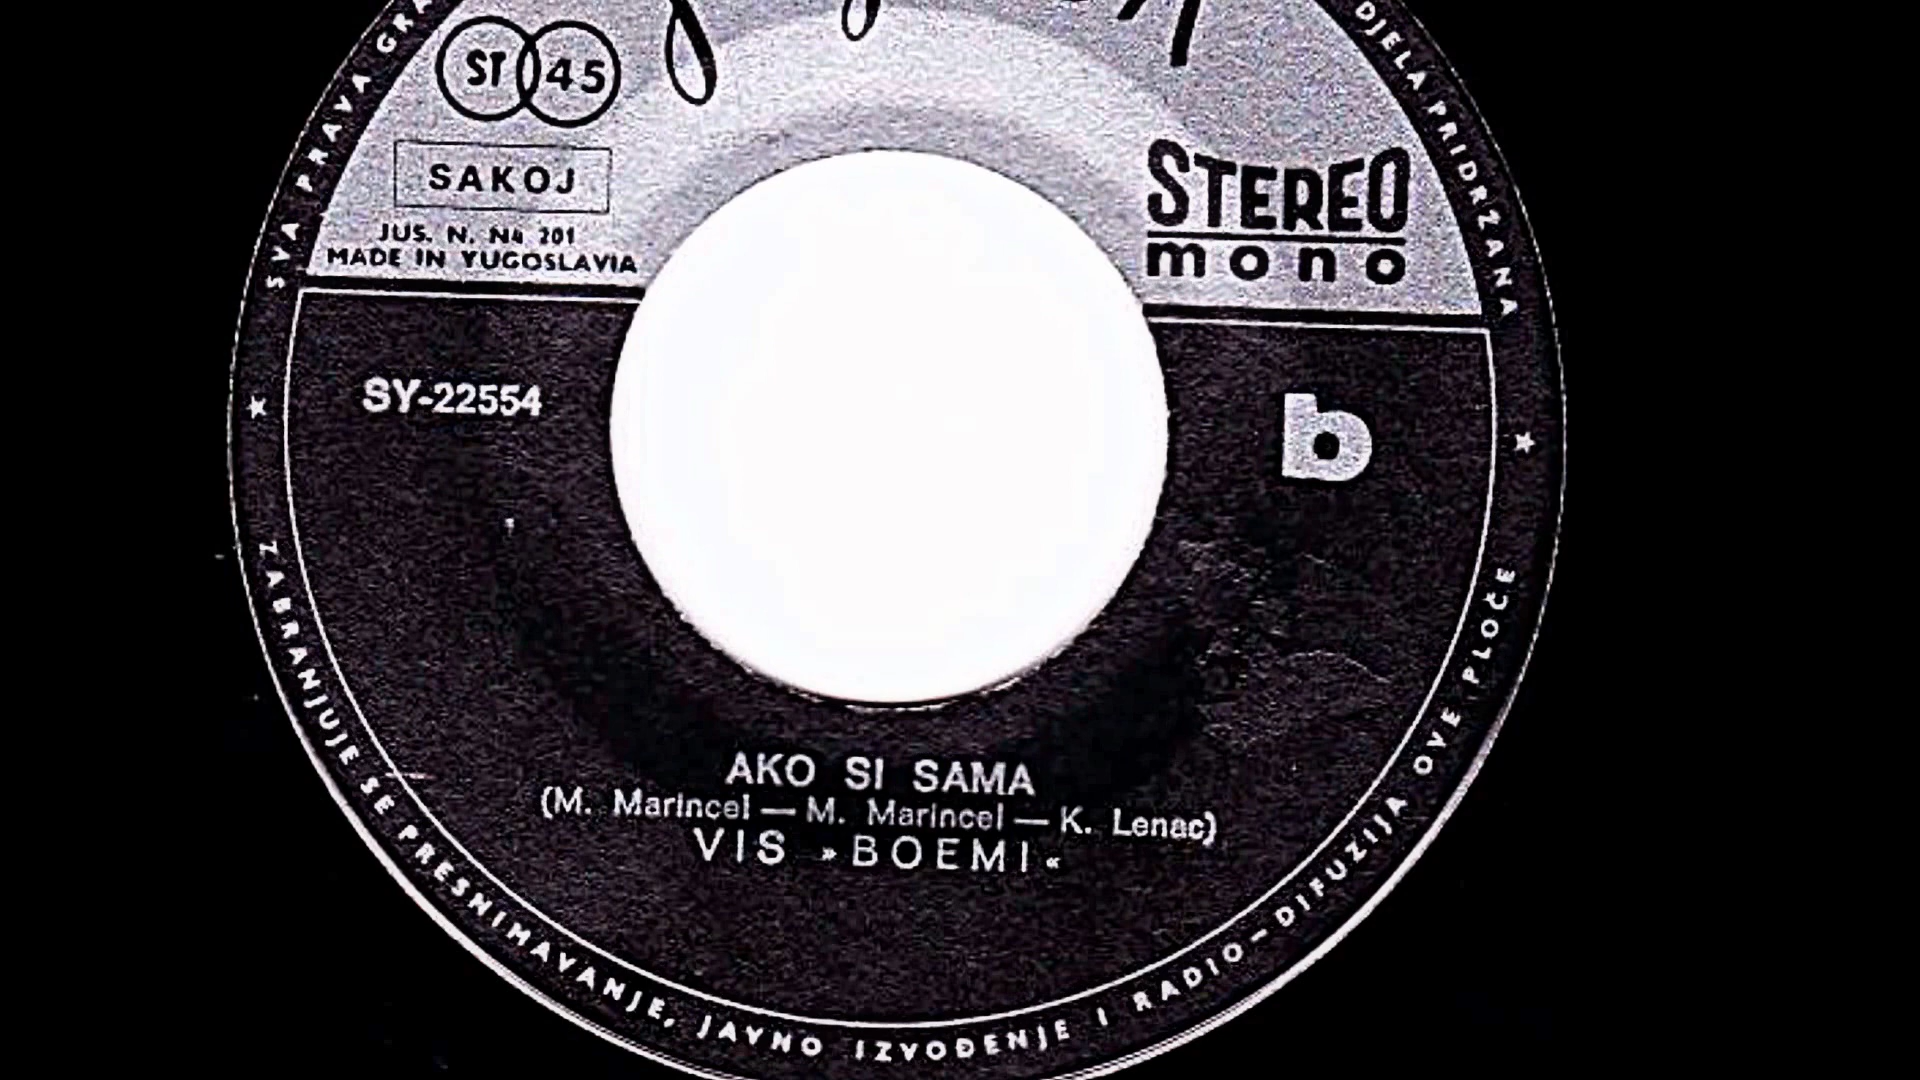 SVA PRAVA
DJELA PRIDRZANA
ST 45
SAKOJ
JUS. N. N4 201
MADE IN YUGOSLAVIA
STEREO
mono
SY-22554
b
AKO SI SAMA
(M. Marincel — M. Marincel — K. Lenac)
VIS »BOEMI«
ZABRANJUJE SE PRESNIMAVANJE, JAVNO IZVOĐENJE I RADIO-DIFUZIJA OVE PLOČE